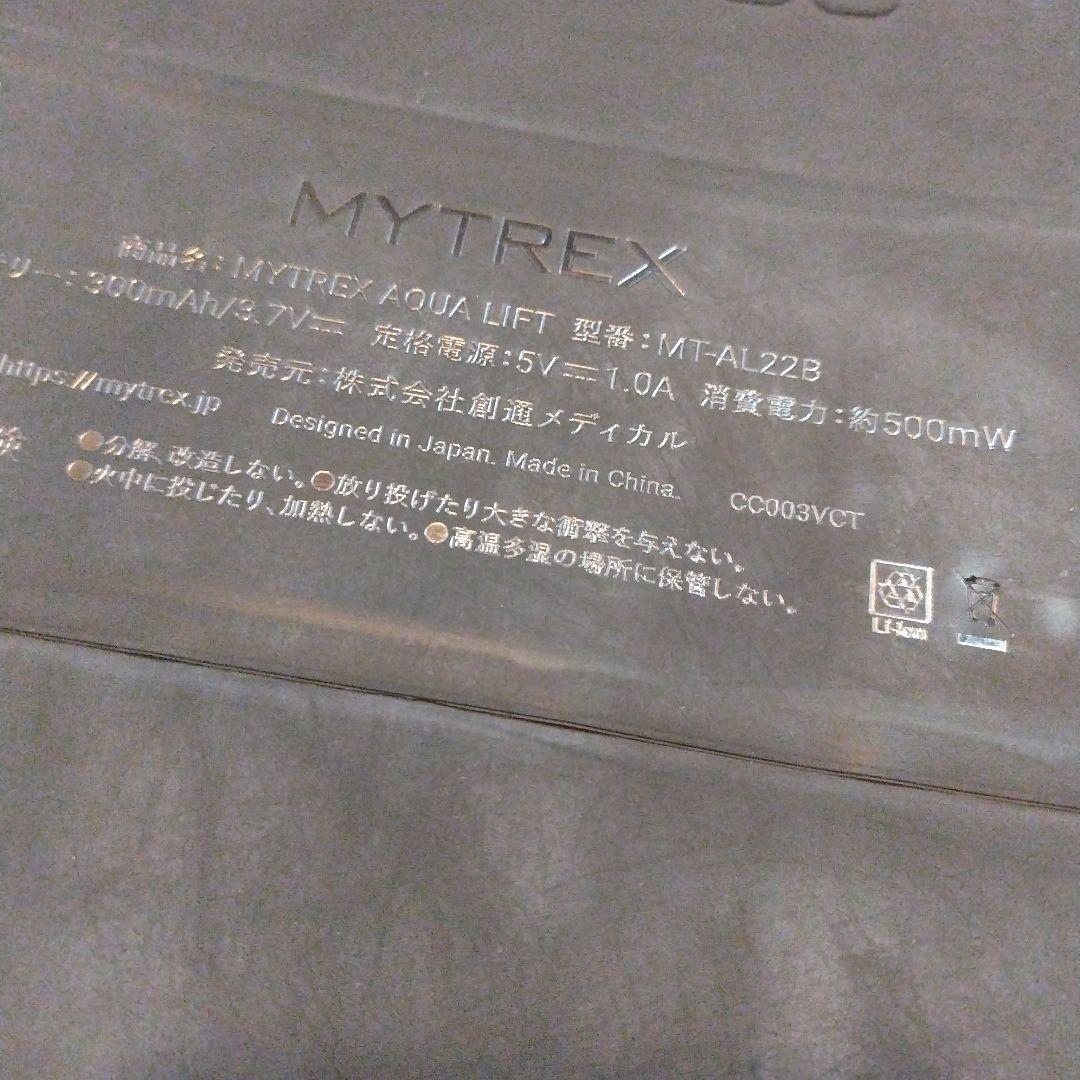 MYTREX
商品名：MYTREX AQUA LIFT 型番：MT-AL22B
リー：300mAh/3.7V⎓ 定格電源：5V⎓1.0A 消費電力：約500mW
発売元：株式会社創通メディカル
https://mytrex.jp
Designed in Japan. Made in China. CC003VCT
●分解、改造しない。●放り投げたり大きな衝撃を与えない。
●火中に投じたり、加熱しない。●高温多湿の場所に保管しない。
Li-ion